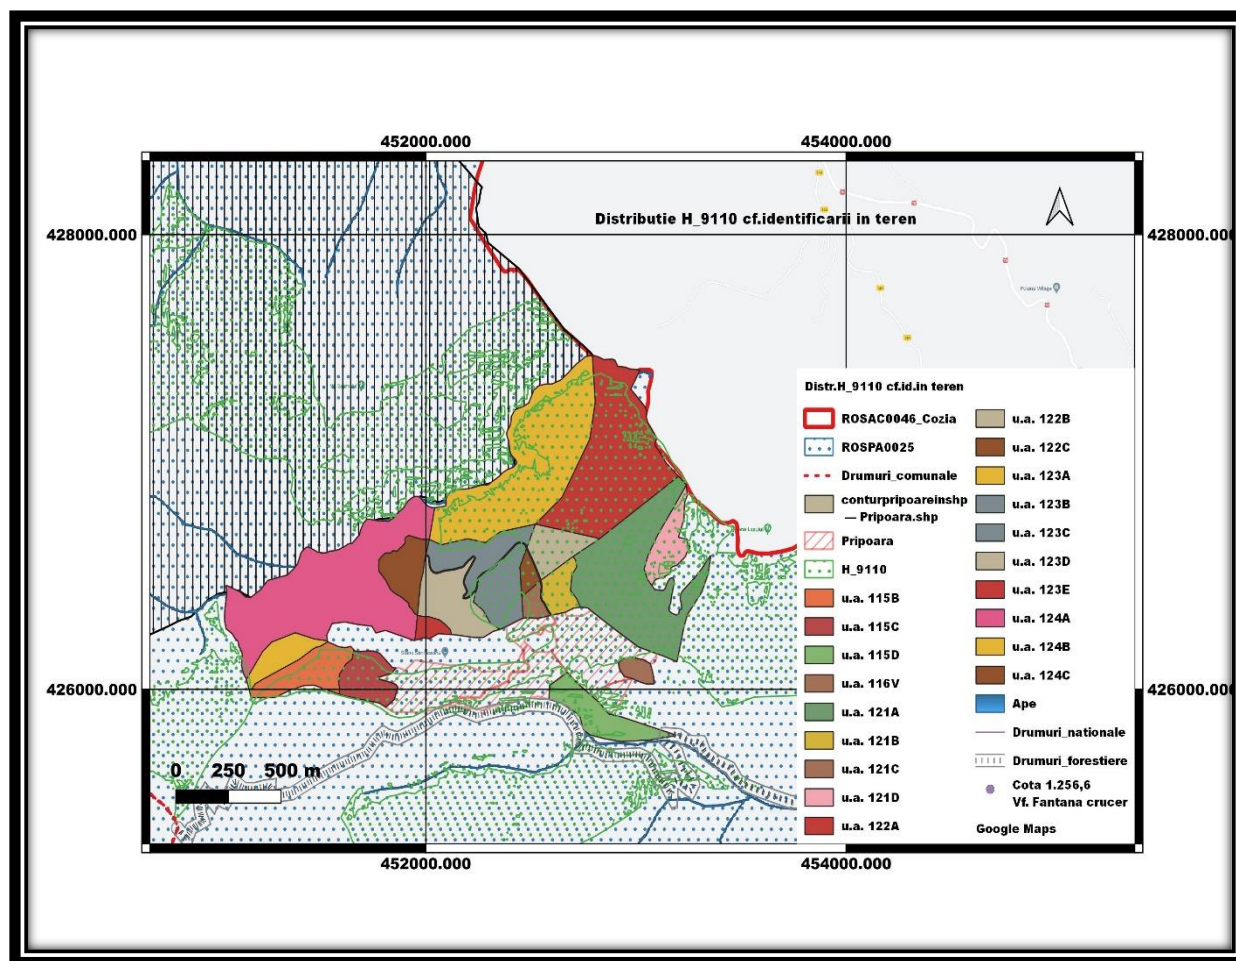 452000.000
454000.000
Distributie H_9110 cf.identificarii in teren
428000.000
428000.000
Distr.H_9110 cf.id.in teren
ROSAC0046_Cozia
ROSPA0025
Drumuri_comunale
conturpripoareinshp
— Pripoara.shp
Pripoara
H_9110
u.a. 115B
u.a. 115C
u.a. 115D
u.a. 116V
u.a. 121A
u.a. 121B
u.a. 121C
u.a. 121D
u.a. 122A
u.a. 122B
u.a. 122C
u.a. 123A
u.a. 123B
u.a. 123C
u.a. 123D
u.a. 123E
u.a. 124A
u.a. 124B
u.a. 124C
Ape
Drumuri_nationale
Drumuri_forestiere
Cota 1.256,6
Vf. Fantana crucer
Google Maps
426000.000
426000.000
0 250 500 m
452000.000
454000.000